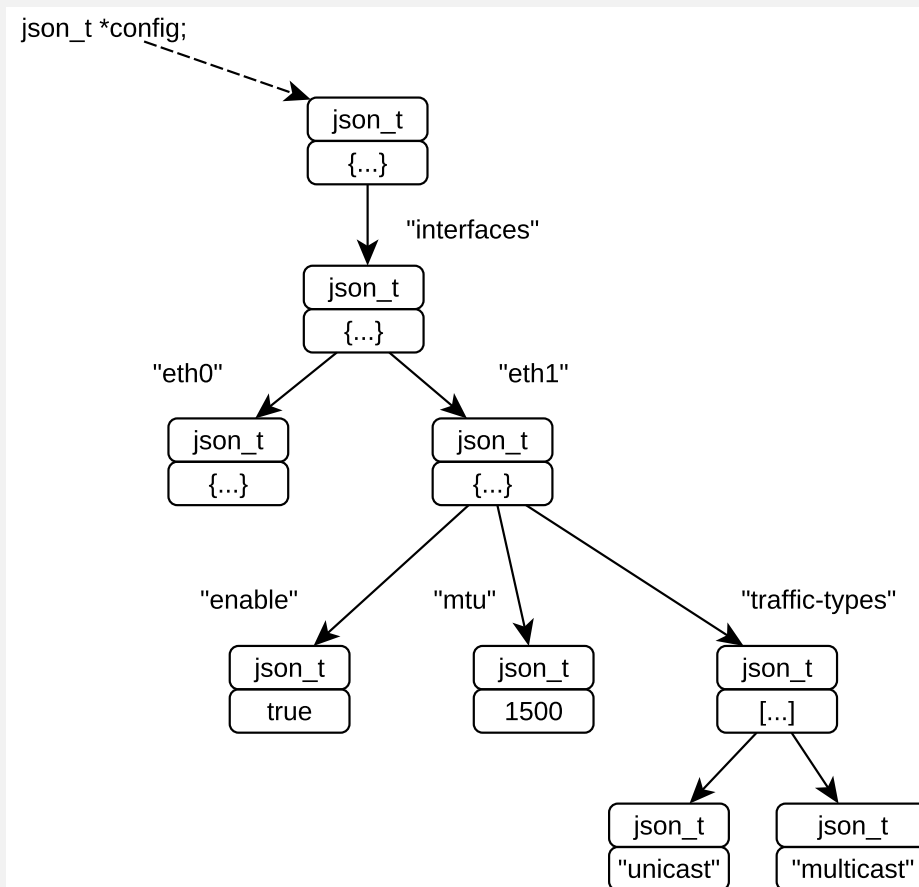 json_t *config;
json_t
{...}
"interfaces"
json_t
{...}
"eth0"
"eth1"
json_t
json_t
{...}
{...}
"enable"
"mtu"
"traffic-types"
json_t
json_t
json_t
true
1500
[...]
json_t
json_t
"unicast"
"multicast"